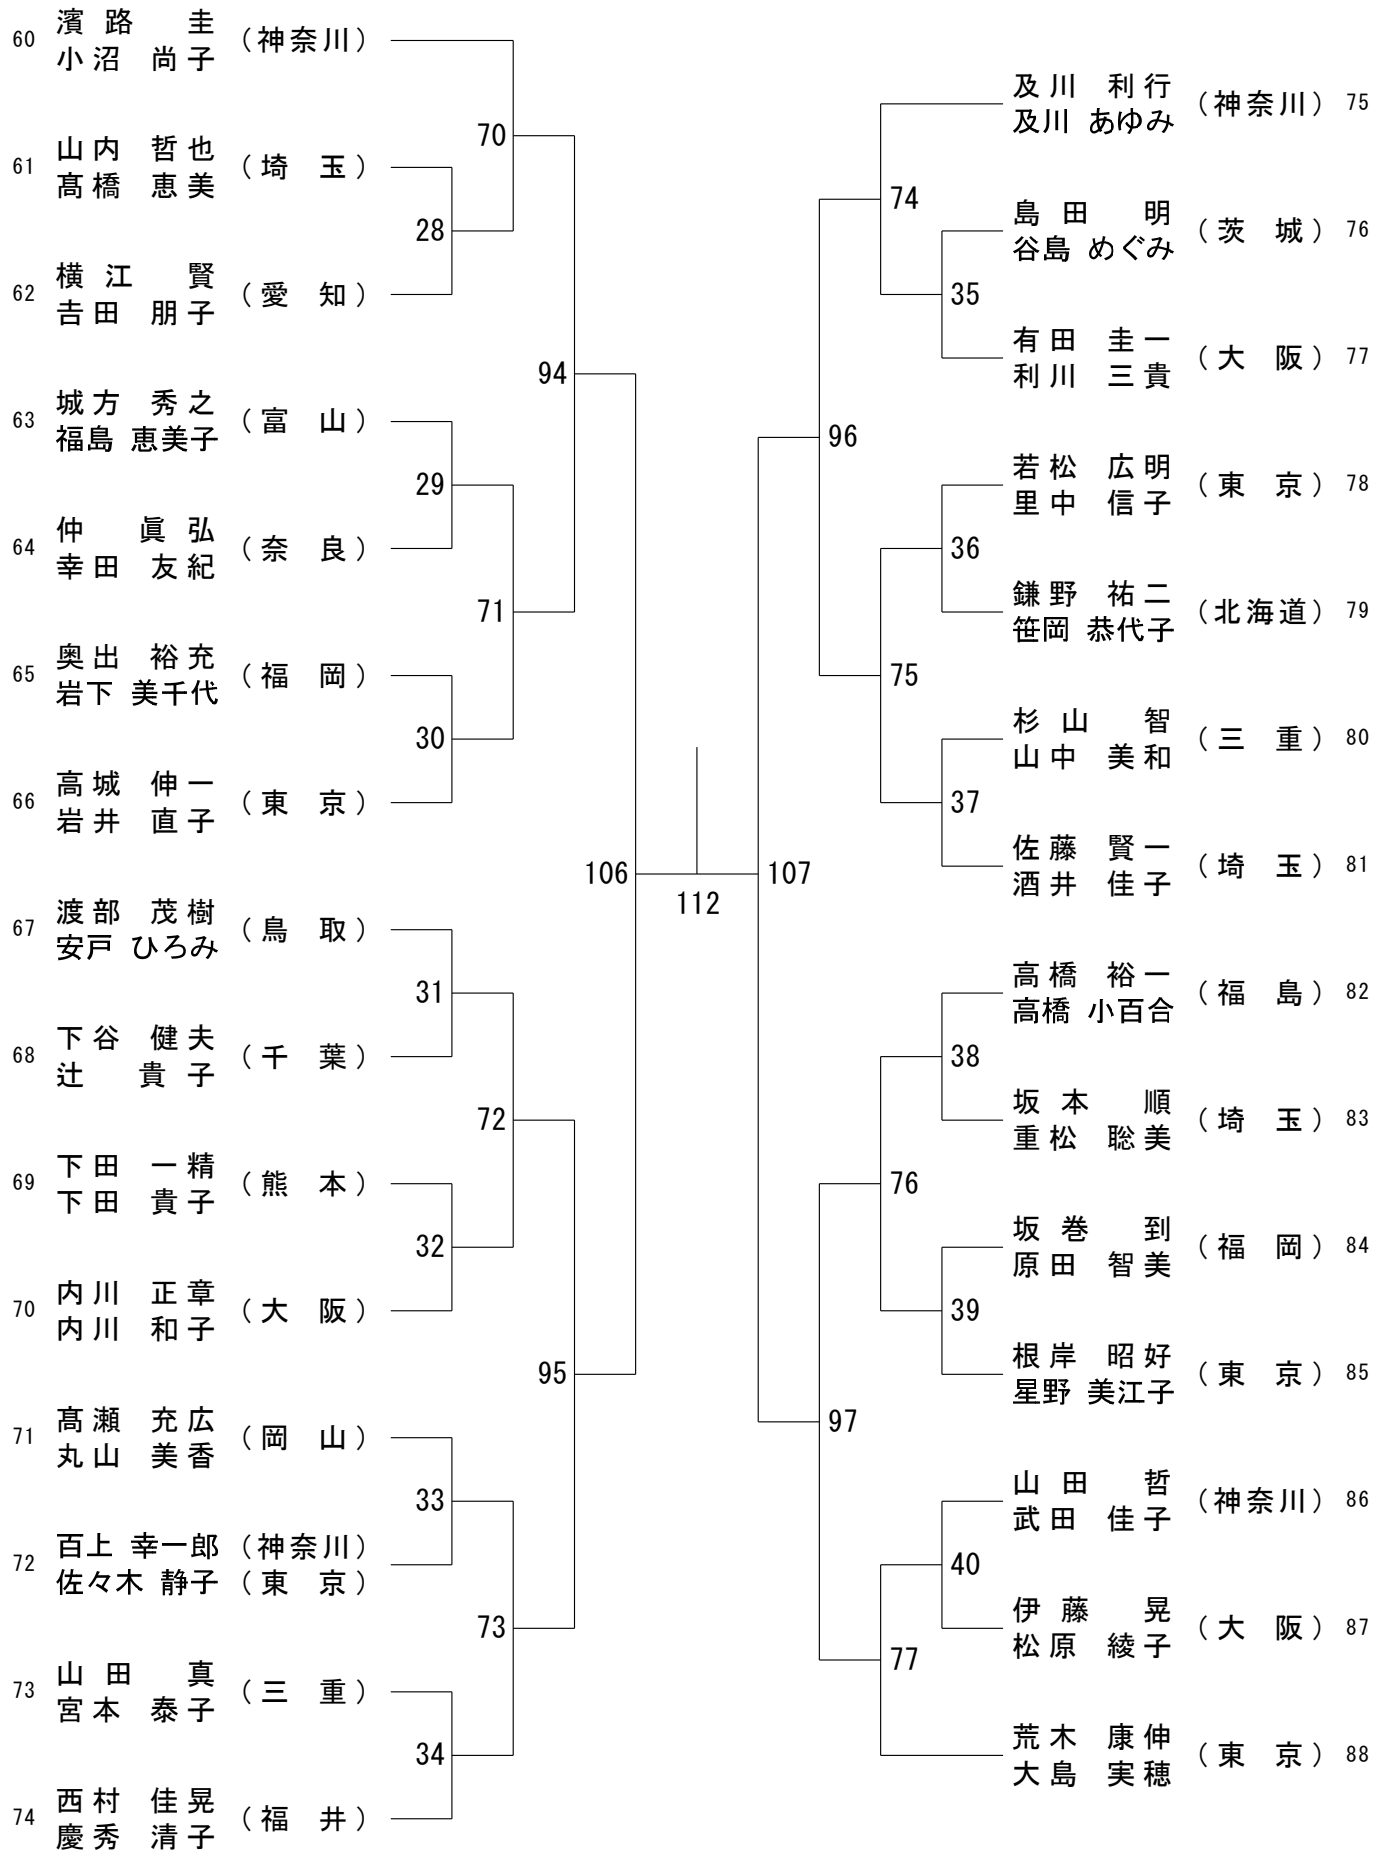 60 濱路 圭 (神奈川)
小沼 尚子
70
61 山内 哲也 (埼玉)
髙橋 恵美
28
62 横江 賢 (愛知)
𠮷田 朋子
94
63 城方 秀之 (富山)
福島 恵美子
29
64 仲 眞弘 (奈良)
幸田 友紀
71
65 奥出 裕充 (福岡)
岩下 美千代
30
66 高城 伸一 (東京)
岩井 直子
106
67 渡部 茂樹 (鳥取)
安戸 ひろみ
31
68 下谷 健夫 (千葉)
辻 貴子
72
69 下田 一精 (熊本)
下田 貴子
32
70 内川 正章 (大阪)
内川 和子
95
71 髙瀬 充広 (岡山)
丸山 美香
33
72 百上 幸一郎 (神奈川)
佐々木 静子 (東京)
73
73 山田 真 (三重)
宮本 泰子
34
74 西村 佳晃 (福井)
慶秀 清子
112
及川 利行 (神奈川) 75
及川 あゆみ
74
島田 明 (茨城) 76
谷島 めぐみ
35
有田 圭一 (大阪) 77
利川 三貴
96
若松 広明 (東京) 78
里中 信子
36
鎌野 祐二 (北海道) 79
笹岡 恭代子
75
杉山 智 (三重) 80
山中 美和
37
佐藤 賢一 (埼玉) 81
酒井 佳子
107
高橋 裕一 (福島) 82
高橋 小百合
38
坂本 順 (埼玉) 83
重松 聡美
76
坂巻 到 (福岡) 84
原田 智美
39
根岸 昭好 (東京) 85
星野 美江子
97
山田 哲 (神奈川) 86
武田 佳子
40
伊藤 晃 (大阪) 87
松原 綾子
77
荒木 康伸 (東京) 88
大島 実穂